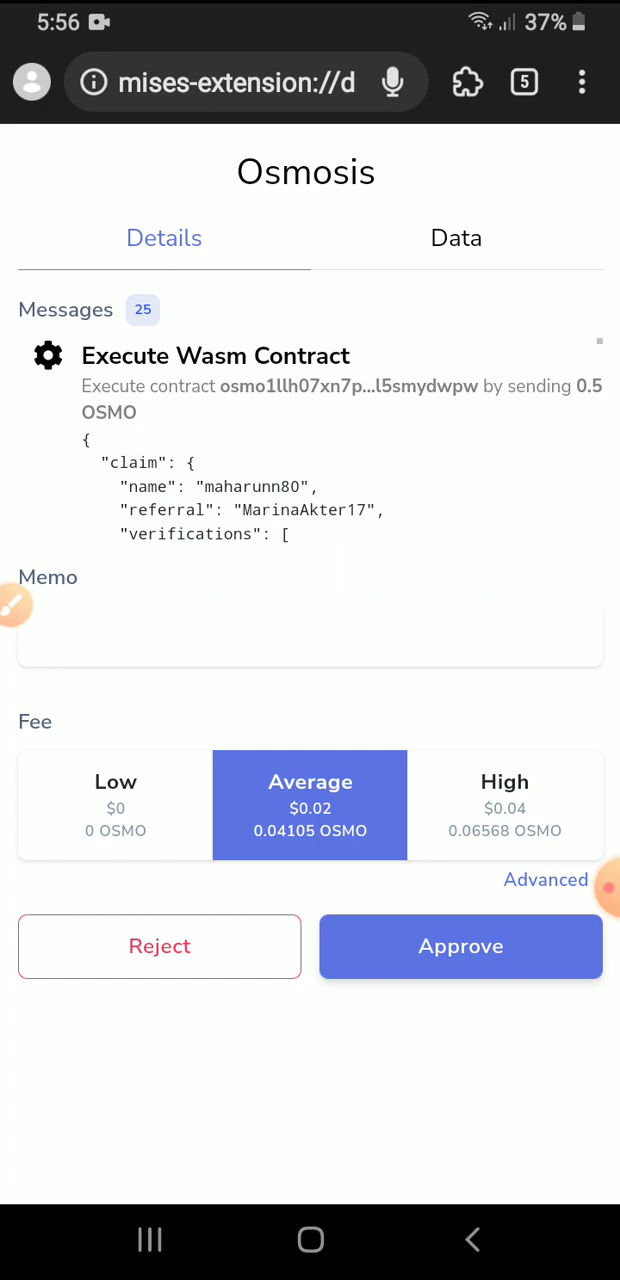 5:56 37%
mises-extension://d 5
Osmosis
Details Data
Messages 25
Execute Wasm Contract
Execute contract osmo1llh07xn7p...l5smydwpw by sending 0.5
OSMO
{
"claim": {
"name": "maharunn80",
"referral": "MarinaAkter17",
"verifications": [
Memo
Fee
Low Average High
$0 $0.02 $0.04
0 OSMO 0.04105 OSMO 0.06568 OSMO
Advanced
Reject Approve